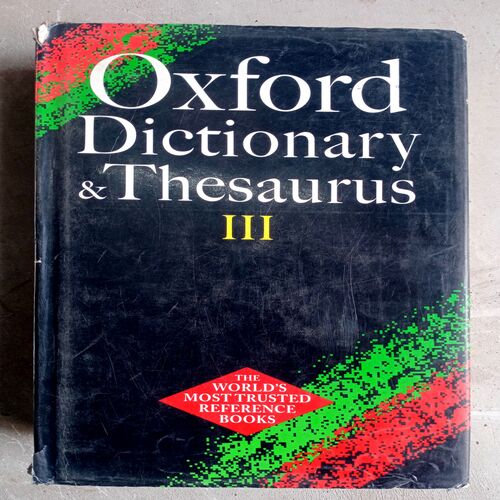 Oxford
Dictionary
& Thesaurus
III
THE
WORLD'S
MOST TRUSTED
REFERENCE
BOOKS